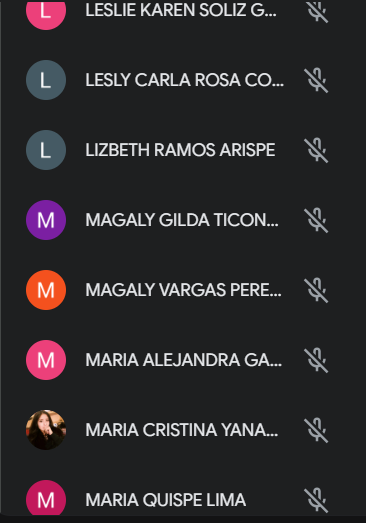 L LESLIE KAREN SOLIZ G...
L LESLY CARLA ROSA CO...
L LIZBETH RAMOS ARISPE
M MAGALY GILDA TICON...
M MAGALY VARGAS PERE...
M MARIA ALEJANDRA GA...
MARIA CRISTINA YANA...
M MARIA QUISPE LIMA